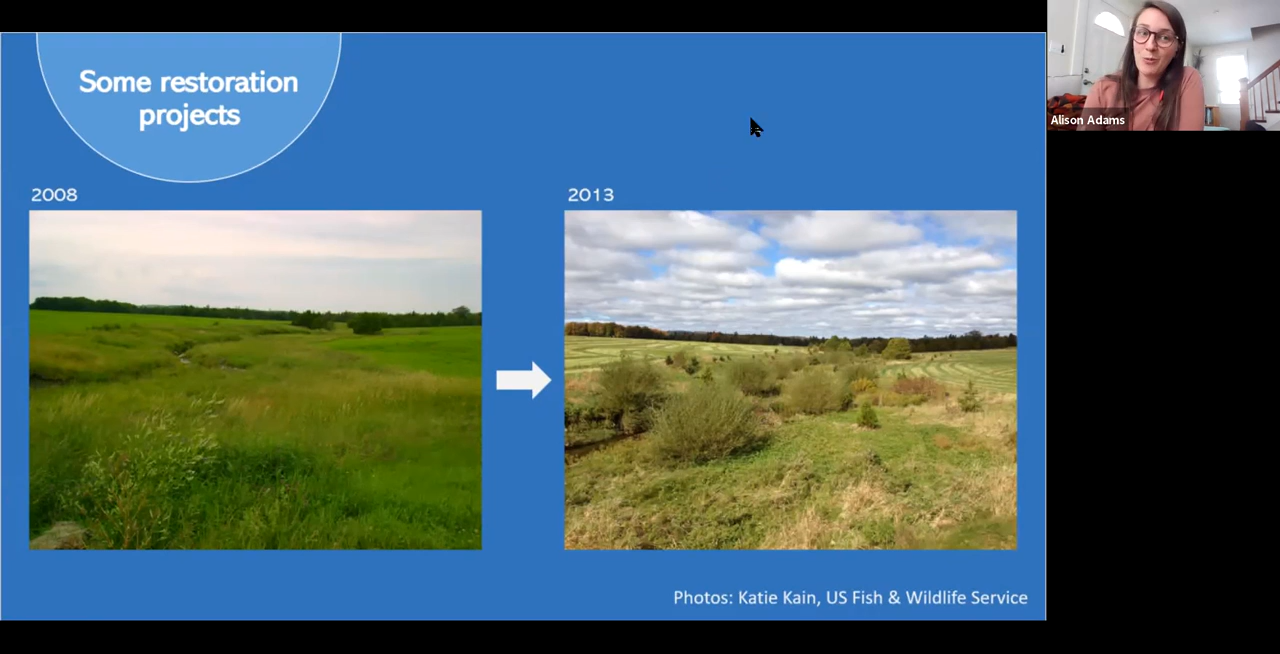 Some restoration
projects
2008
2013
Photos: Katie Kain, US Fish & Wildlife Service
Alison Adams